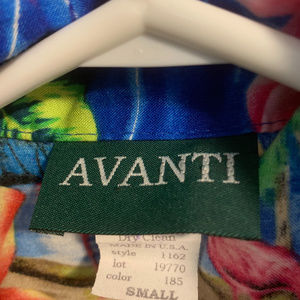 AVANTI
Dry Clean
MADE IN U.S.A.
style 1162
lot 19770
color 185
SMALL